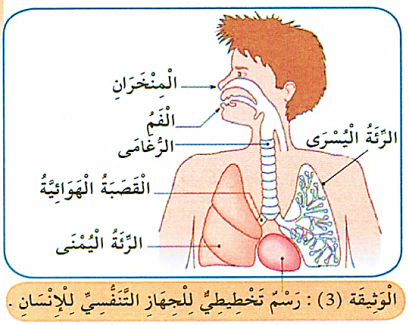 الْمِنْخَرَانِ
الْفَمُ
الرُّغَامَى
الرِّئَةُ الْيُسْرَى
الْقَصَبَةُ الْهَوَائِيَّةُ
الرِّئَةُ الْيُمْنَى
الْوَثِيقَة (3) : رَسْمٌ تَخْطِيطِيٌّ لِلْجِهَازِ التَّنَفُّسِيِّ لِلْإِنْسَانِ .